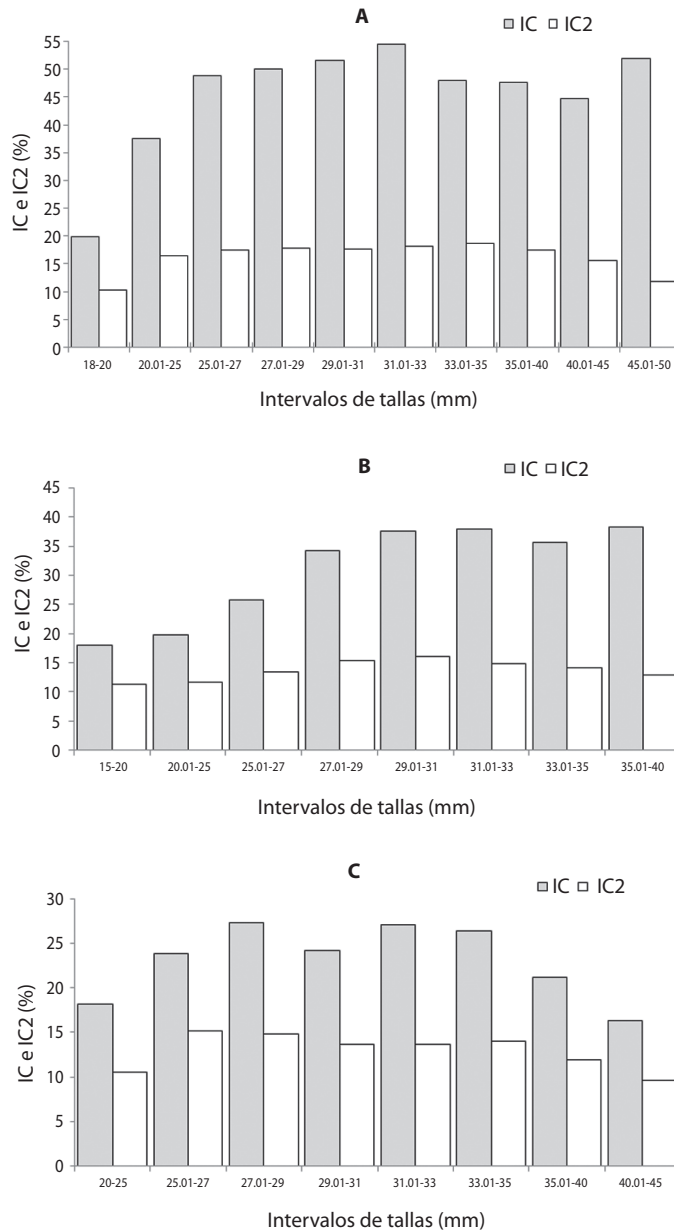 A
IC IC2
IC e IC2 (%)
55
50
45
40
35
30
25
20
15
10
5
0
18-20 20.01-25 25.01-27 27.01-29 29.01-31 31.01-33 33.01-35 35.01-40 40.01-45 45.01-50
Intervalos de tallas (mm)
B
IC IC2
IC e IC2 (%)
45
40
35
30
25
20
15
10
5
0
15-20 20.01-25 25.01-27 27.01-29 29.01-31 31.01-33 33.01-35 35.01-40
Intervalos de tallas (mm)
C
IC IC2
IC e IC2 (%)
30
25
20
15
10
5
0
20-25 25.01-27 27.01-29 29.01-31 31.01-33 33.01-35 35.01-40 40.01-45
Intervalos de tallas (mm)